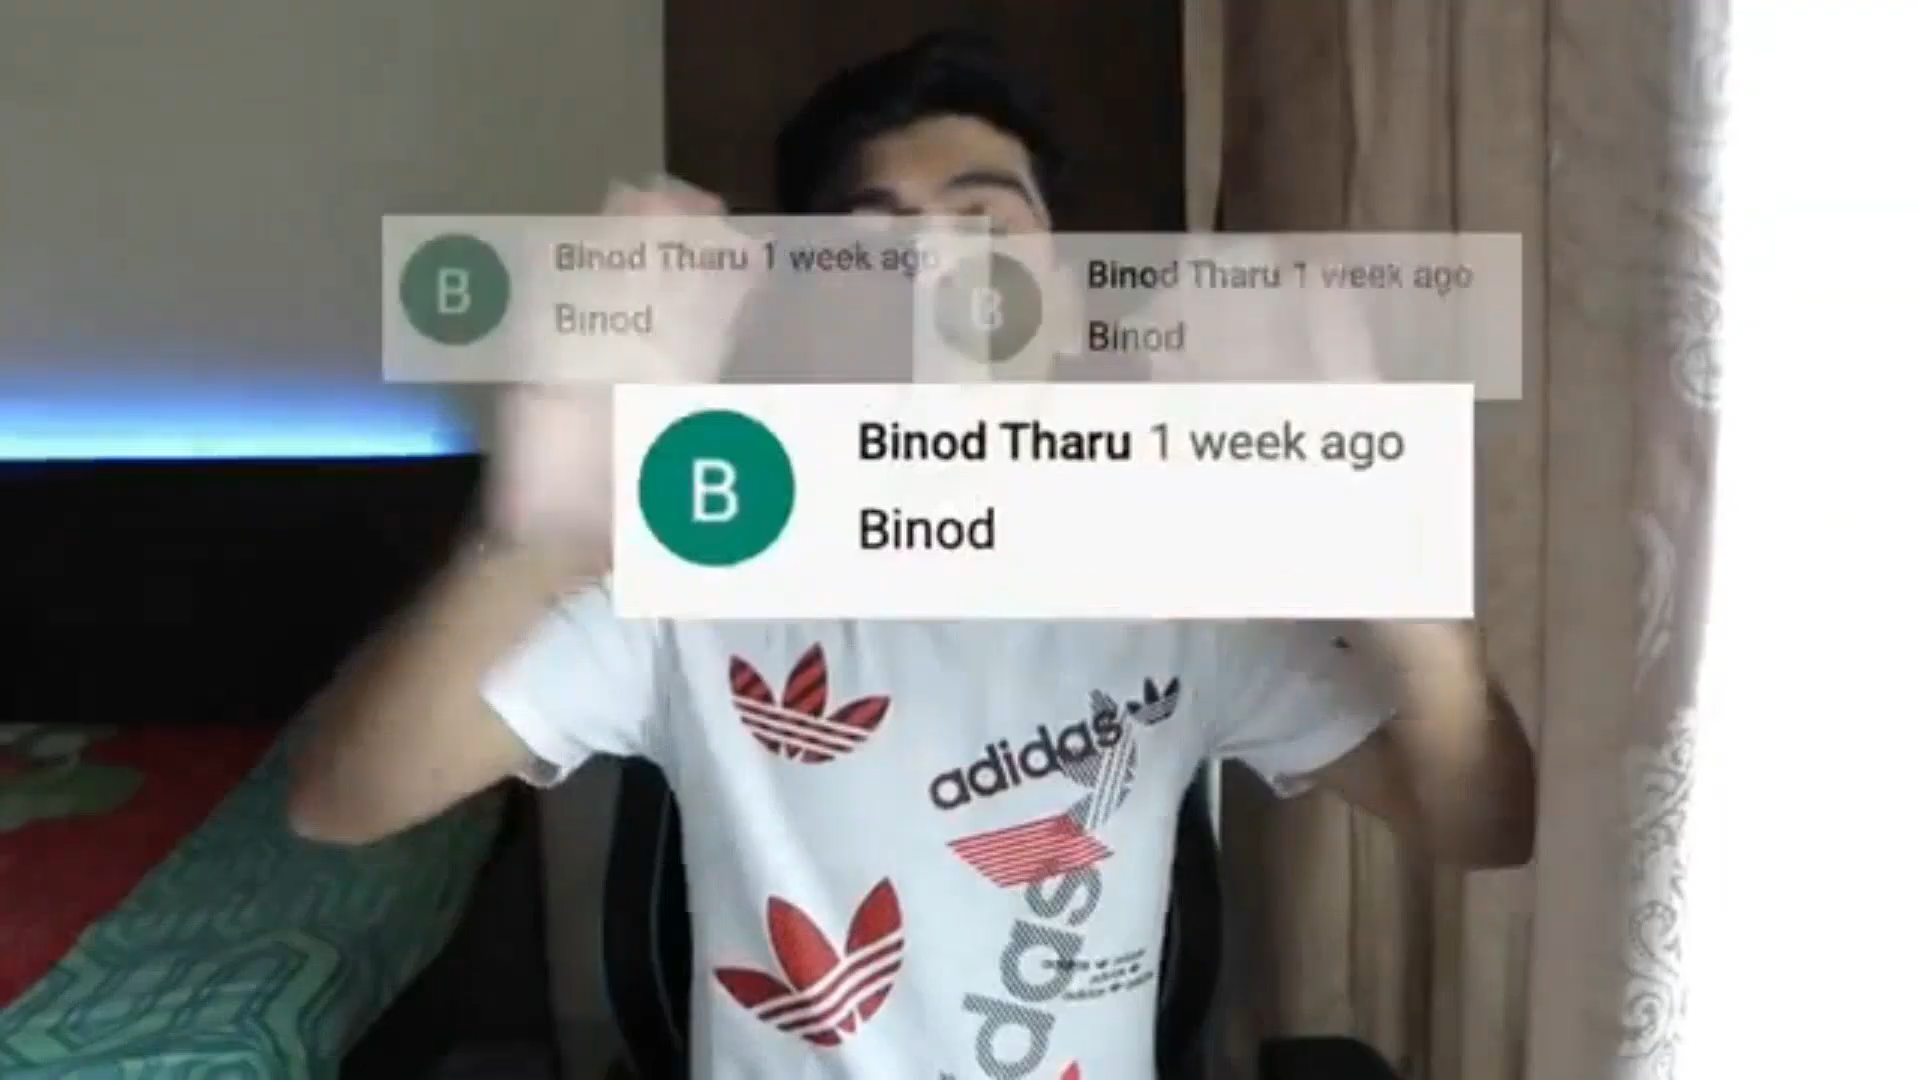 B
Binod Tharu 1 week ago
Binod
B
Binod Tharu 1 week ago
Binod
B
Binod Tharu 1 week ago
Binod
adidas
das